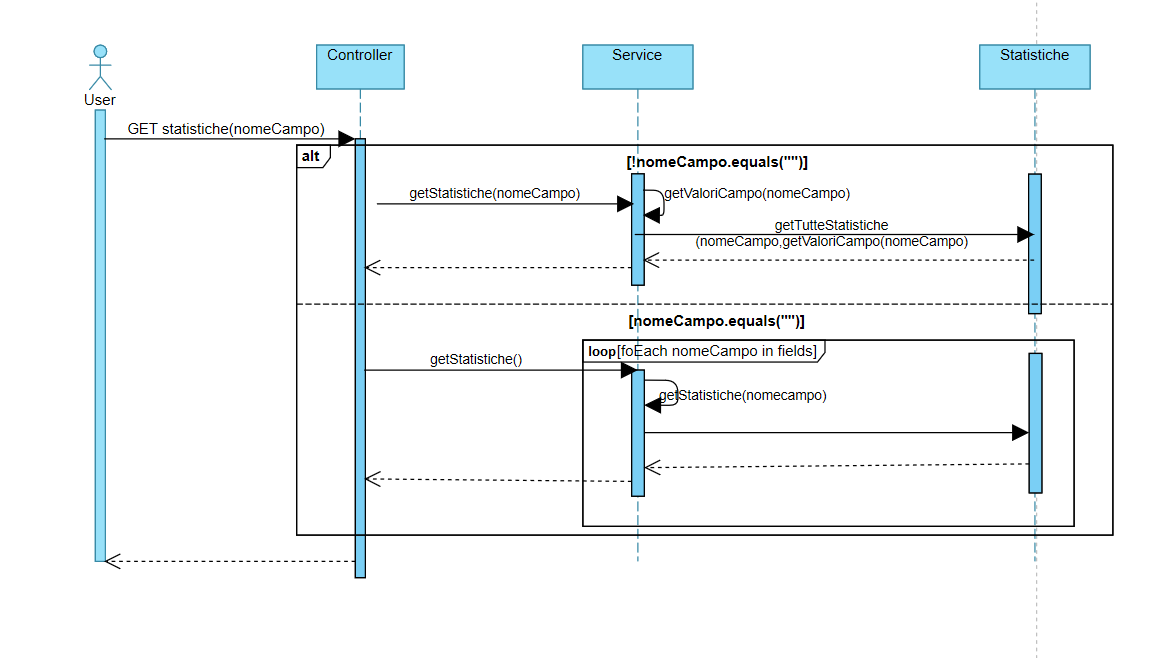 Controller
Service
Statistiche
User
GET statistiche(nomeCampo)
alt
[!nomeCampo.equals("")]
getStatistiche(nomeCampo)
getValoriCampo(nomeCampo)
getTutteStatistiche
(nomeCampo,getValoriCampo(nomeCampo)
[nomeCampo.equals("")]
loop[foEach nomeCampo in fields]
getStatistiche()
getStatistiche(nomecampo)